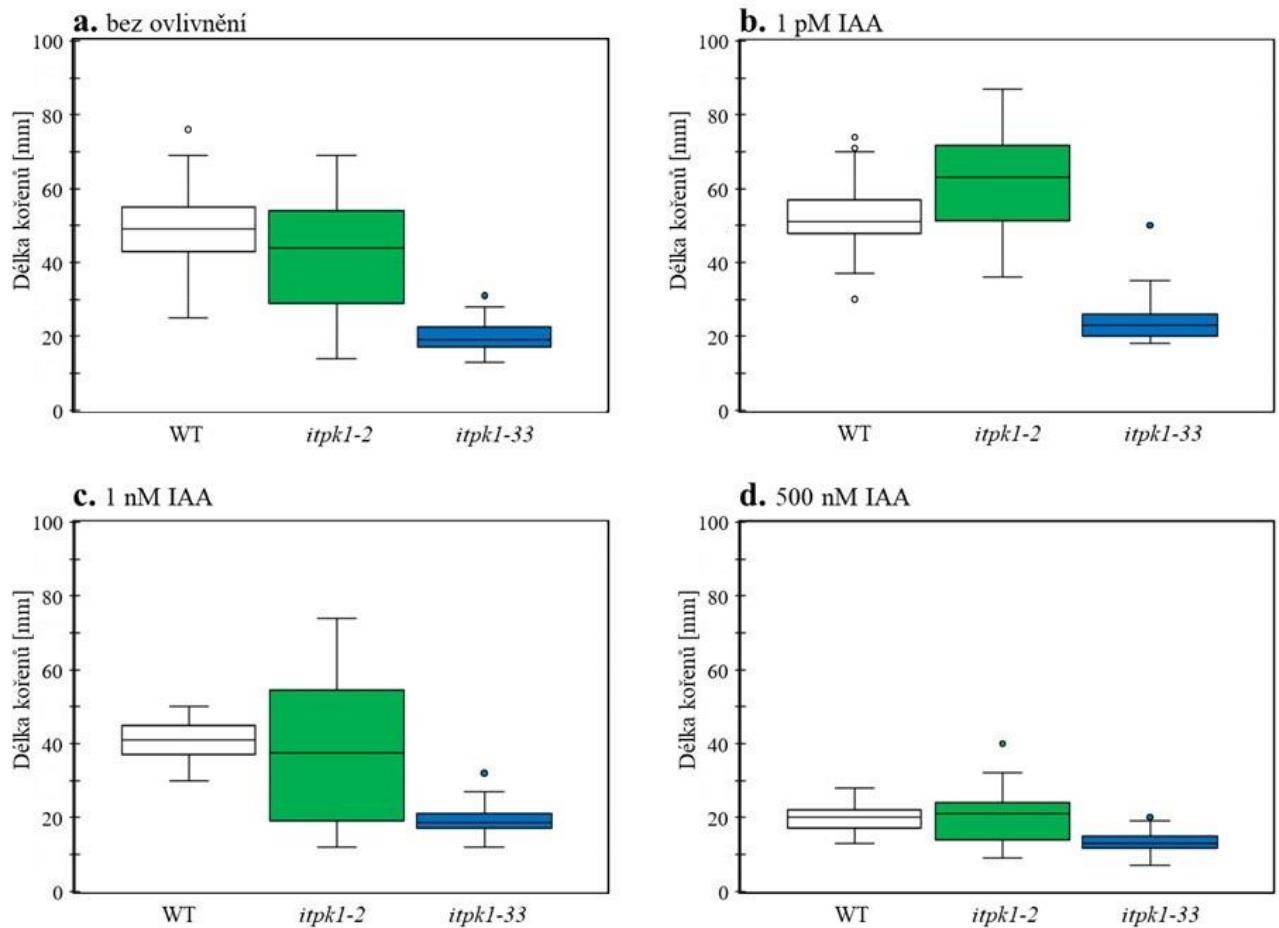 a. bez ovlivnění
100
80
60
40
20
0
Délka kořenů [mm]
WT itpk1-2 itpk1-33
b. 1 pM IAA
100
80
60
40
20
0
Délka kořenů [mm]
WT itpk1-2 itpk1-33
c. 1 nM IAA
100
80
60
40
20
0
Délka kořenů [mm]
WT itpk1-2 itpk1-33
d. 500 nM IAA
100
80
60
40
20
0
Délka kořenů [mm]
WT itpk1-2 itpk1-33